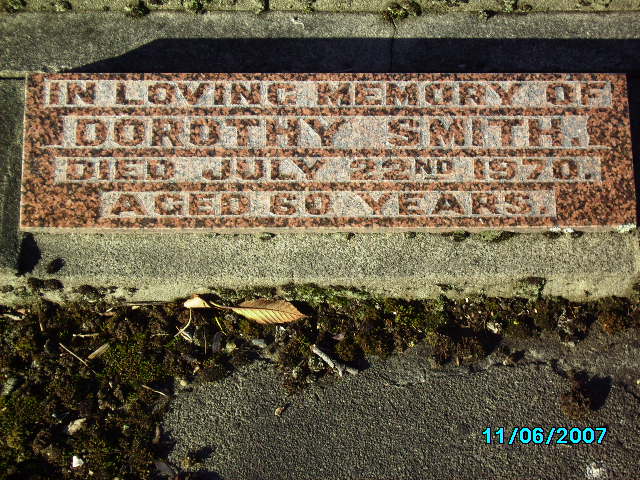 IN LOVING MEMORY OF
DOROTHY SMITH
DIED JULY 22ND 1970.
AGED 60 YEARS.
11/06/2007